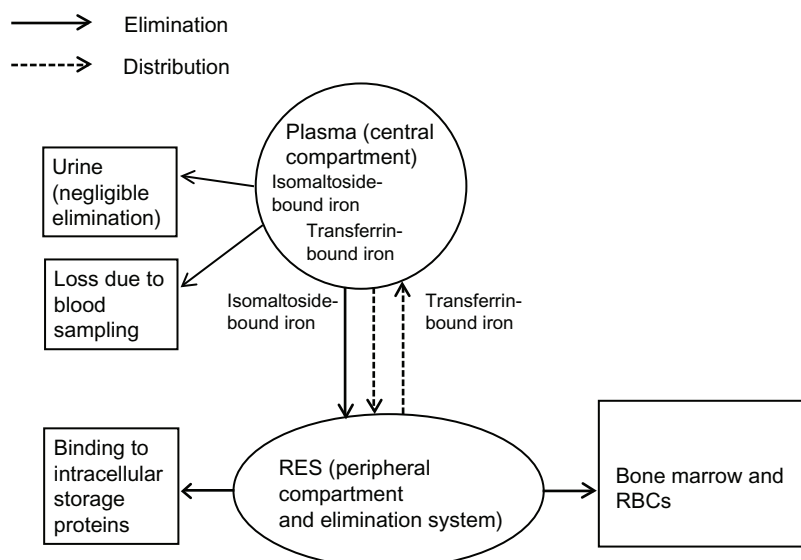 Elimination
Distribution
Plasma (central
compartment)
Isomaltoside-
bound iron
Transferrin-
bound iron
Urine
(negligible
elimination)
Loss due to
blood
sampling
Isomaltoside-
bound iron
Transferrin-
bound iron
Binding to
intracellular
storage
proteins
RES (peripheral
compartment
and elimination system)
Bone marrow and
RBCs